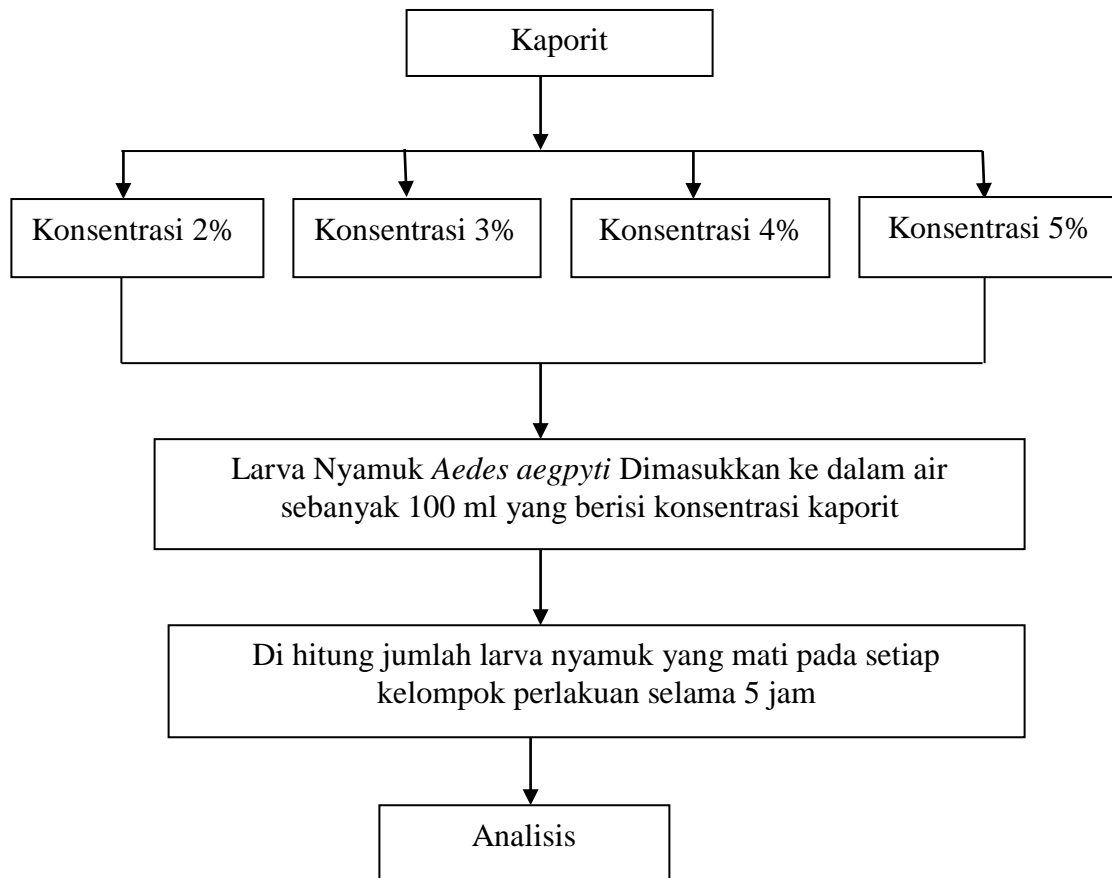 Kaporit
Konsentrasi 2%
Konsentrasi 3%
Konsentrasi 4%
Konsentrasi 5%
Larva Nyamuk Aedes aegpyti Dimasukkan ke dalam air
sebanyak 100 ml yang berisi konsentrasi kaporit
Di hitung jumlah larva nyamuk yang mati pada setiap
kelompok perlakuan selama 5 jam
Analisis